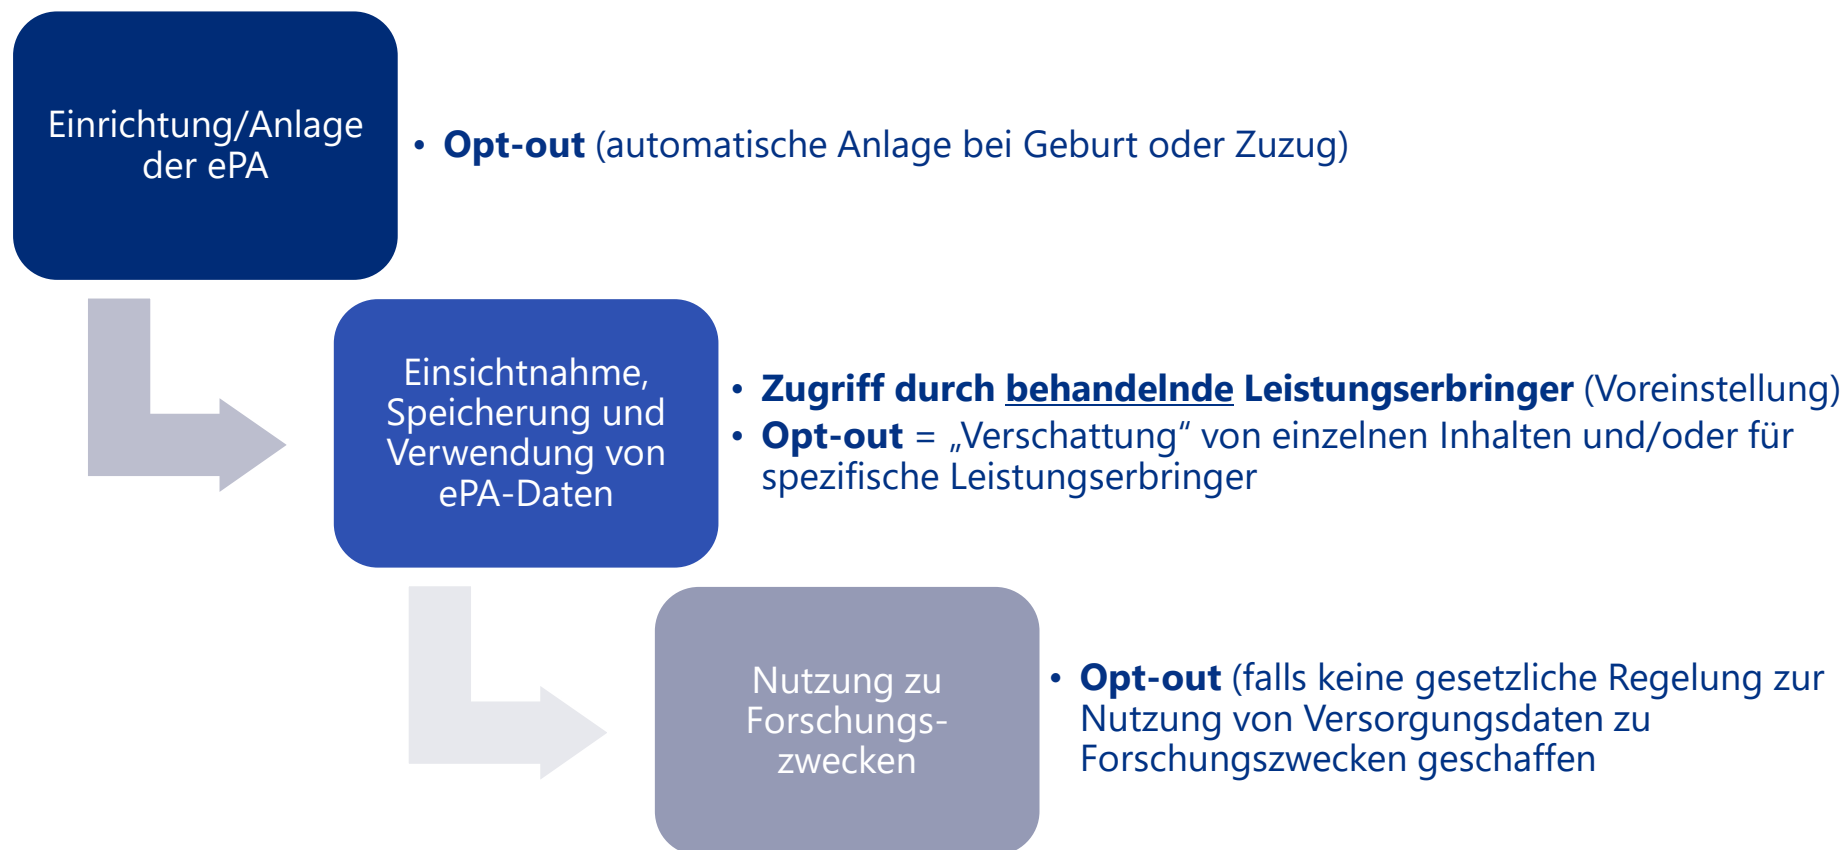 Einrichtung/Anlage
der ePA
• Opt-out (automatische Anlage bei Geburt oder Zuzug)
Einsichtnahme,
Speicherung und
Verwendung von
ePA-Daten
• Zugriff durch behandelnde Leistungserbringer (Voreinstellung)
• Opt-out = „Verschattung“ von einzelnen Inhalten und/oder für
spezifische Leistungserbringer
Nutzung zu
Forschungs-
zwecken
• Opt-out (falls keine gesetzliche Regelung zur
Nutzung von Versorgungsdaten zu
Forschungszwecken geschaffen